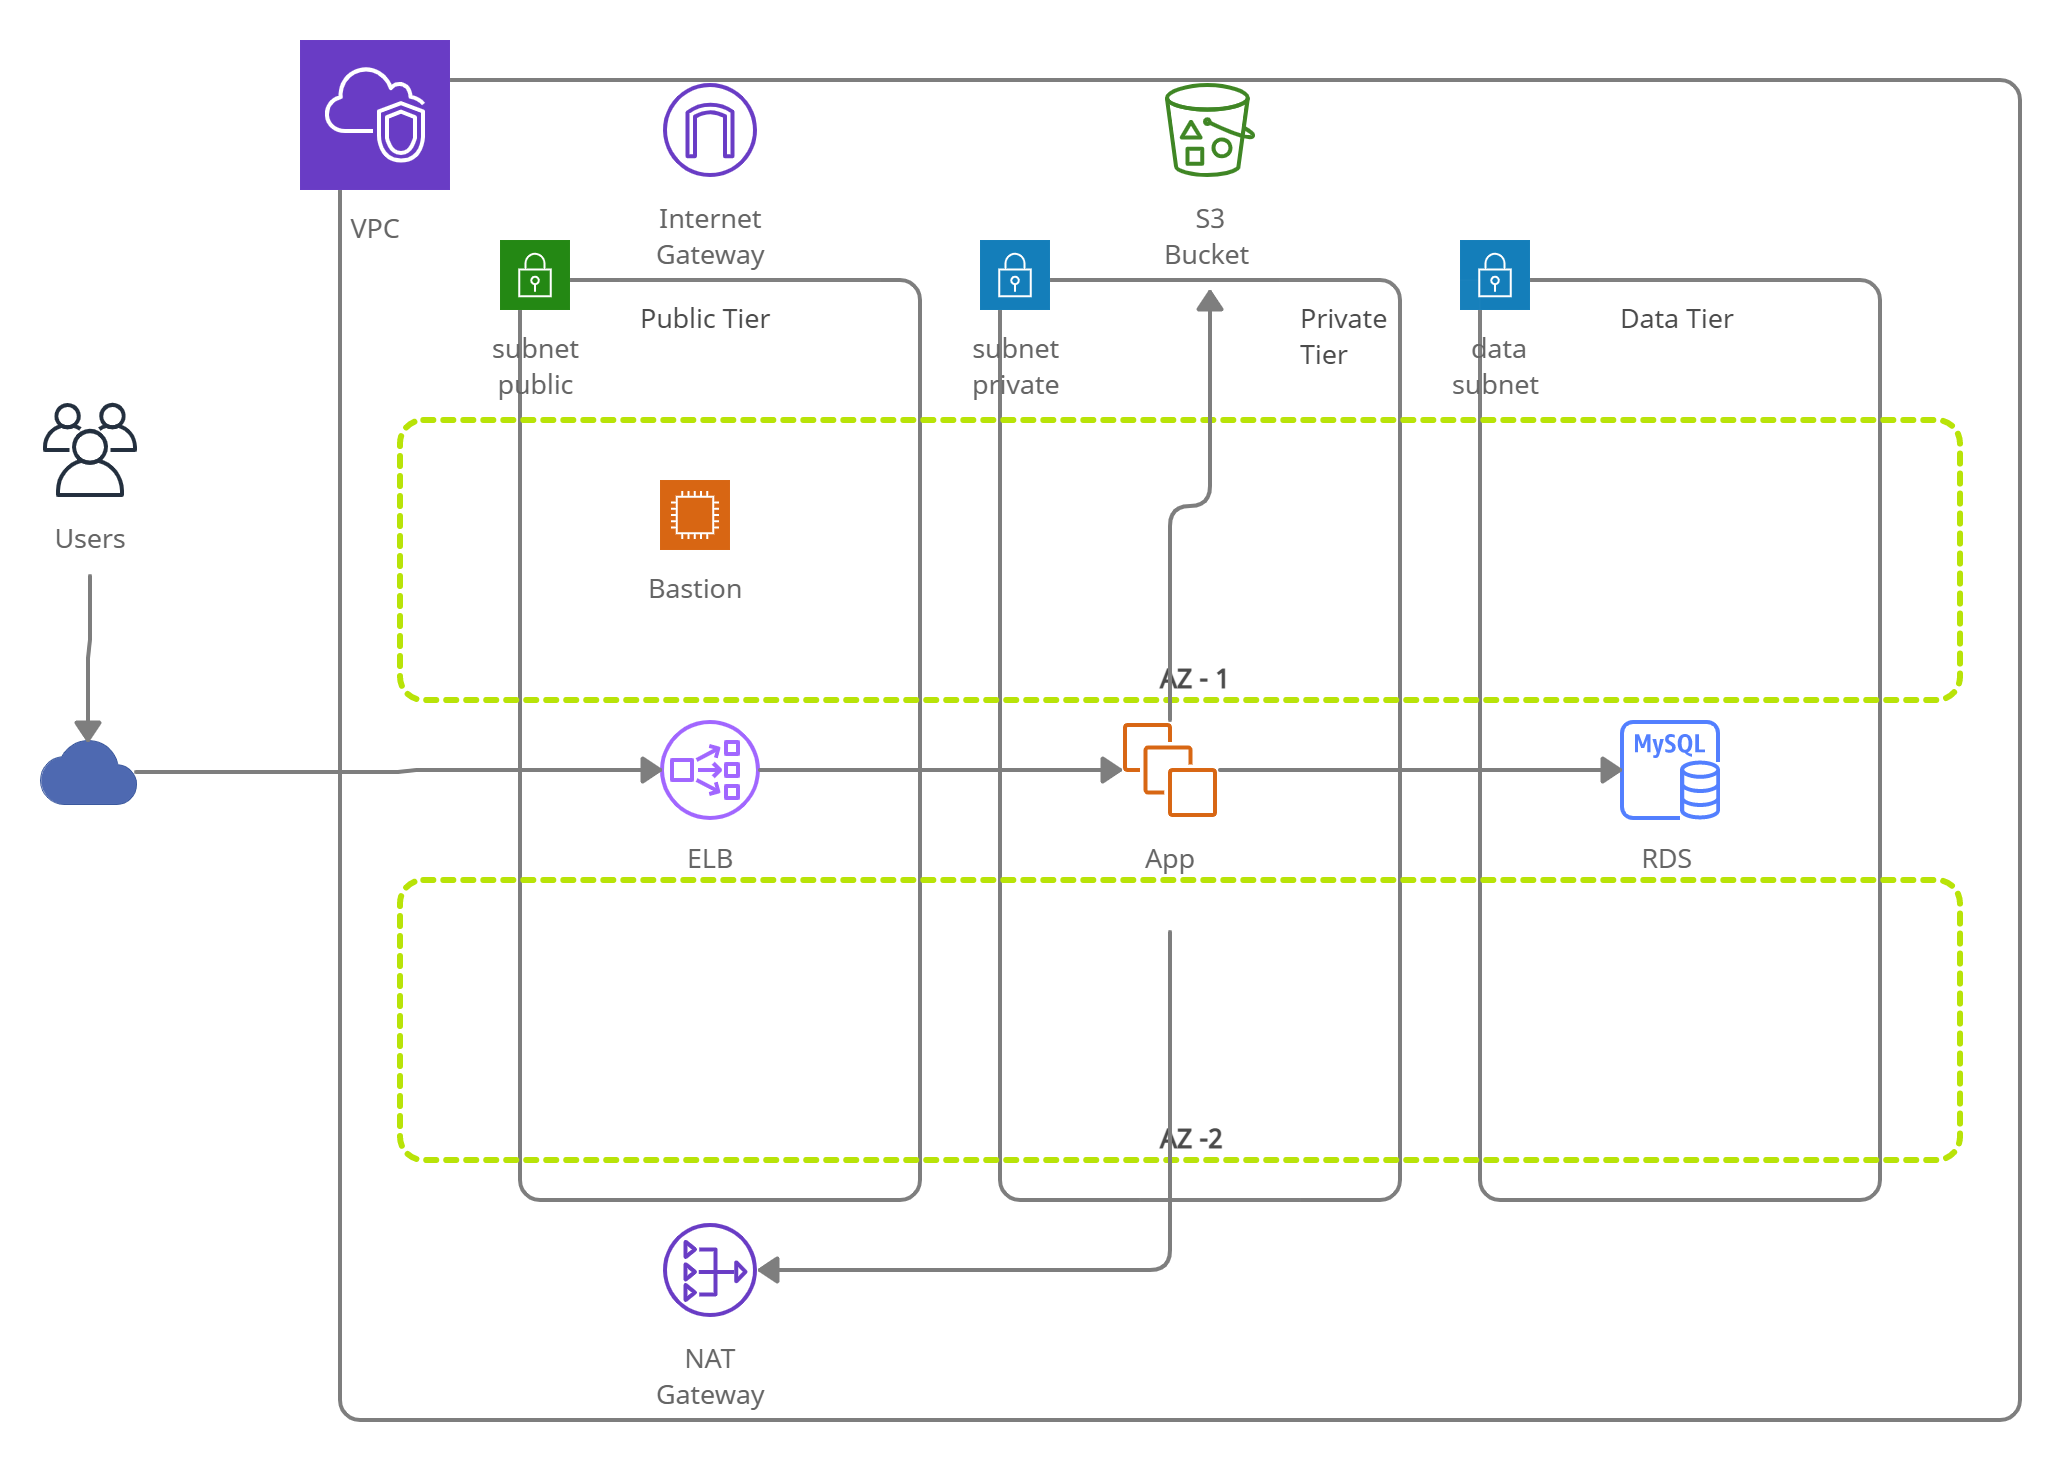 VPC
Internet
Gateway
S3
Bucket
Public Tier
Private
Tier
Data Tier
subnet
public
subnet
private
data
subnet
Users
Bastion
AZ - 1
MySQL
ELB
App
RDS
AZ -2
NAT
Gateway